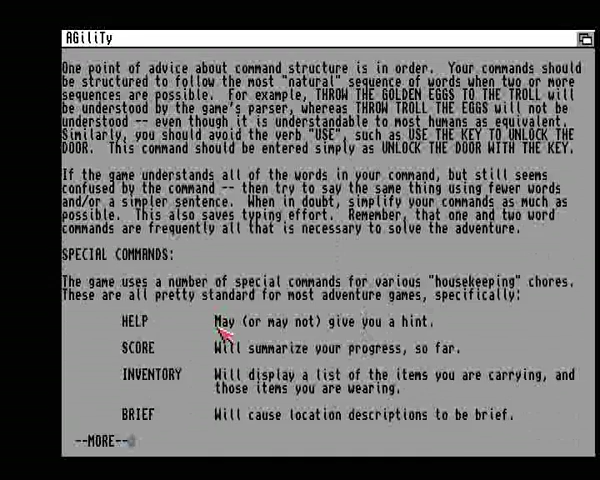 AGiliTy
One point of advice about command structure is in order.  Your commands should
be structured to follow the most "natural" sequence of words when two or more
sequences are possible.  For example, THROW THE GOLDEN EGGS TO THE TROLL will
be understood by the game's parser, whereas THROW TROLL THE EGGS will not be
understood -- even though it is understandable to most humans as equivalent.
Similarly, you should avoid the verb "USE", such as USE THE KEY TO UNLOCK THE
DOOR.  This command should be entered simply as UNLOCK THE DOOR WITH THE KEY.
If the game understands all of the words in your command, but still seems
confused by the command -- then try to say the same thing using fewer words
and/or a simpler sentence.  When in doubt, simplify your commands as much as
possible.  This also saves typing effort.  Remember, that one and two word
commands are frequently all that is necessary to solve the adventure.
SPECIAL COMMANDS:
The game uses a number of special commands for various "housekeeping" chores.
These are all pretty standard for most adventure games, specifically:
HELP May (or may not) give you a hint.
SCORE Will summarize your progress, so far.
INVENTORY Will display a list of the items you are carrying, and
those items you are wearing.
BRIEF Will cause location descriptions to be brief.
--MORE--